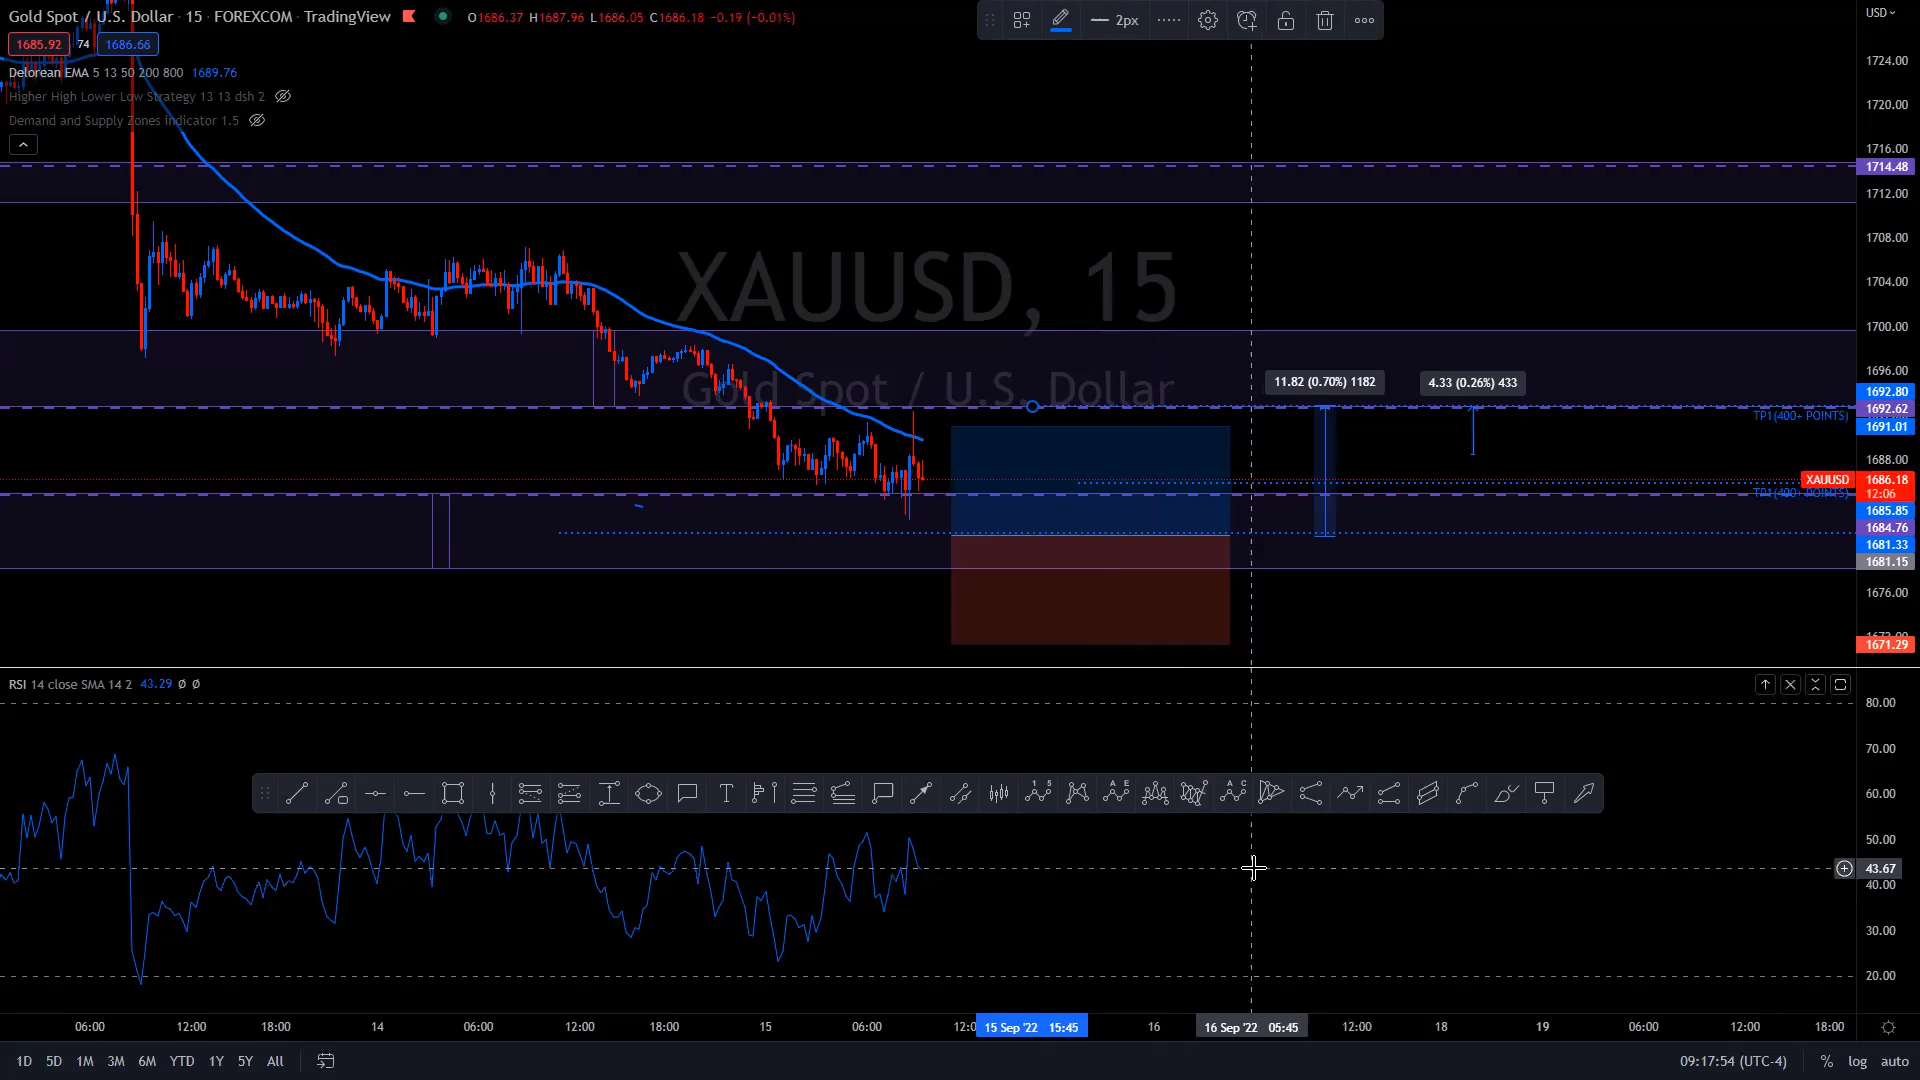 Gold Spot / U.S. Dollar · 15 · FOREXCOM · TradingView O1686.37 H1687.96 L1686.05 C1686.18 −0.19 (−0.01%)
1685.92 74 1686.66
Delorean EMA 5 13 50 200 800 1689.76
Higher High Lower Low Strategy 13 13 dsh 2
Demand and Supply Zones indicator 1.5
2px
USD
1724.00
1720.00
1716.00
1714.48
1712.00
1708.00
1704.00
1700.00
1696.00
1692.80
1692.62
1691.01
1688.00
XAUUSD 1686.18
12:06
1685.85
1684.76
1681.33
1681.15
1676.00
1671.29
XAUUSD, 15
Gold Spot / U.S. Dollar
11.82 (0.70%) 1182
4.33 (0.26%) 433
TP1(400+ POINTS)
TP1(400+ POINTS)
RSI 14 close SMA 14 2 43.29 Ø Ø
80.00
70.00
60.00
50.00
43.67
40.00
30.00
20.00
1 5
A E
A C
T
06:00 12:00 18:00 14 06:00 12:00 18:00 15 06:00 12:0 15 Sep '22 15:45 16 16 Sep '22 05:45 12:00 18 19 06:00 12:00 18:00
1D 5D 1M 3M 6M YTD 1Y 5Y All
09:17:54 (UTC-4) % log auto